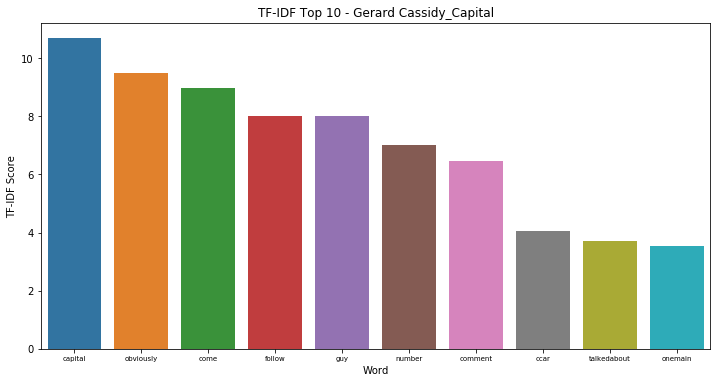 TF-IDF Top 10 - Gerard Cassidy_Capital
10
8
6
4
2
0
TF-IDF Score
capital obviously come follow guy number comment ccar talkedabout onemain
Word